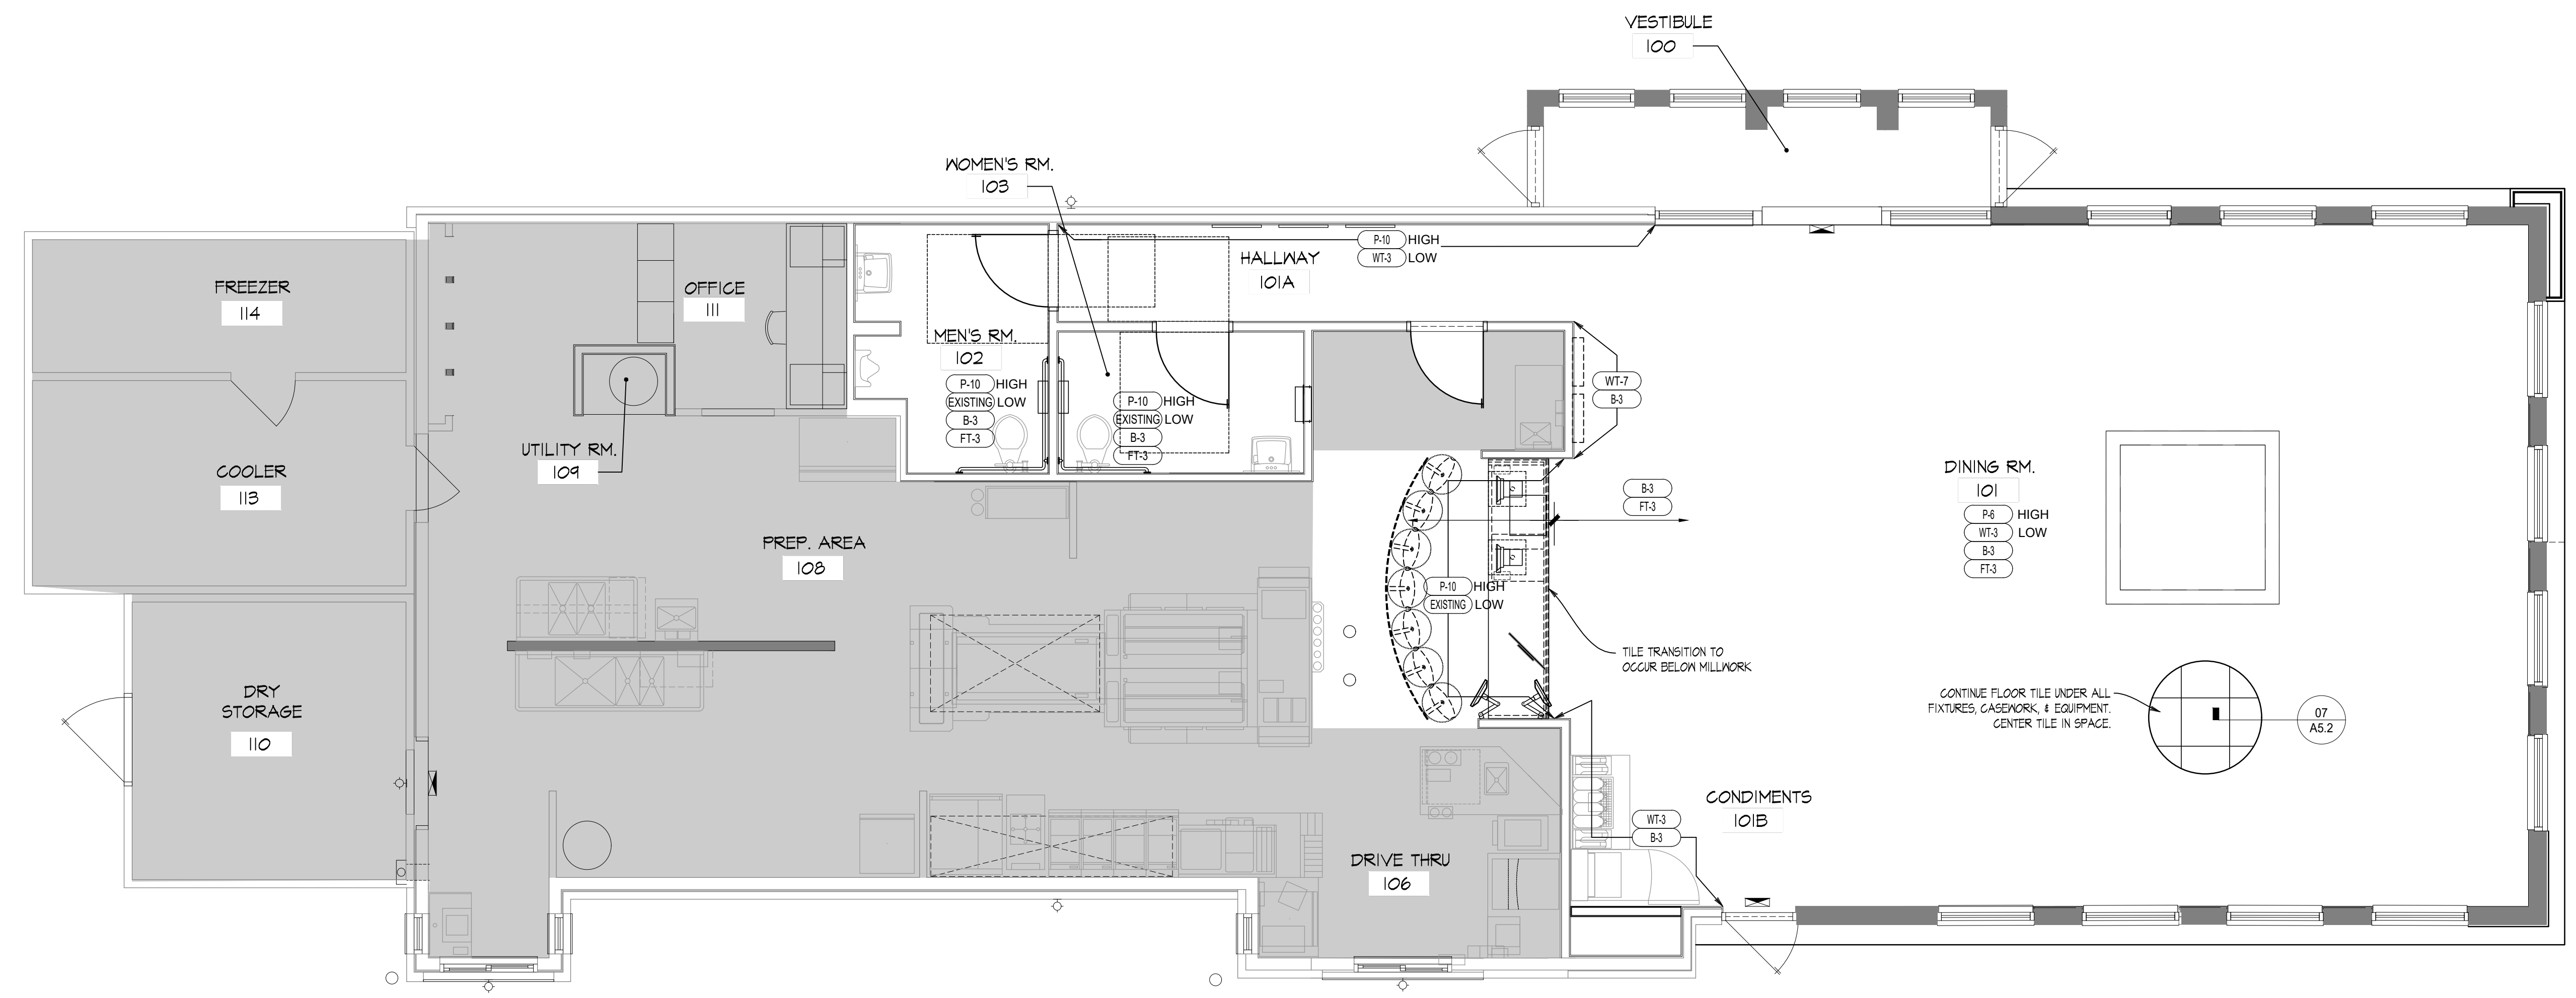 VESTIBULE
100
WOMEN'S RM.
103
P-10 HIGH
WT-3 LOW
HALLWAY
101A
FREEZER
114
OFFICE
111
MEN'S RM.
102
P-10 HIGH
EXISTING LOW
B-3
FT-3
P-10 HIGH
EXISTING LOW
B-3
FT-3
WT-7
B-3
UTILITY RM.
109
COOLER
113
DINING RM.
101
P-6 HIGH
WT-3 LOW
B-3
FT-3
B-3
FT-3
PREP. AREA
108
P-10 HIGH
EXISTING LOW
TILE TRANSITION TO
OCCUR BELOW MILLWORK
DRY
STORAGE
110
CONTINUE FLOOR TILE UNDER ALL
FIXTURES, CASEWORK, & EQUIPMENT.
CENTER TILE IN SPACE.
07
A5.2
CONDIMENTS
101B
WT-3
B-3
DRIVE THRU
106